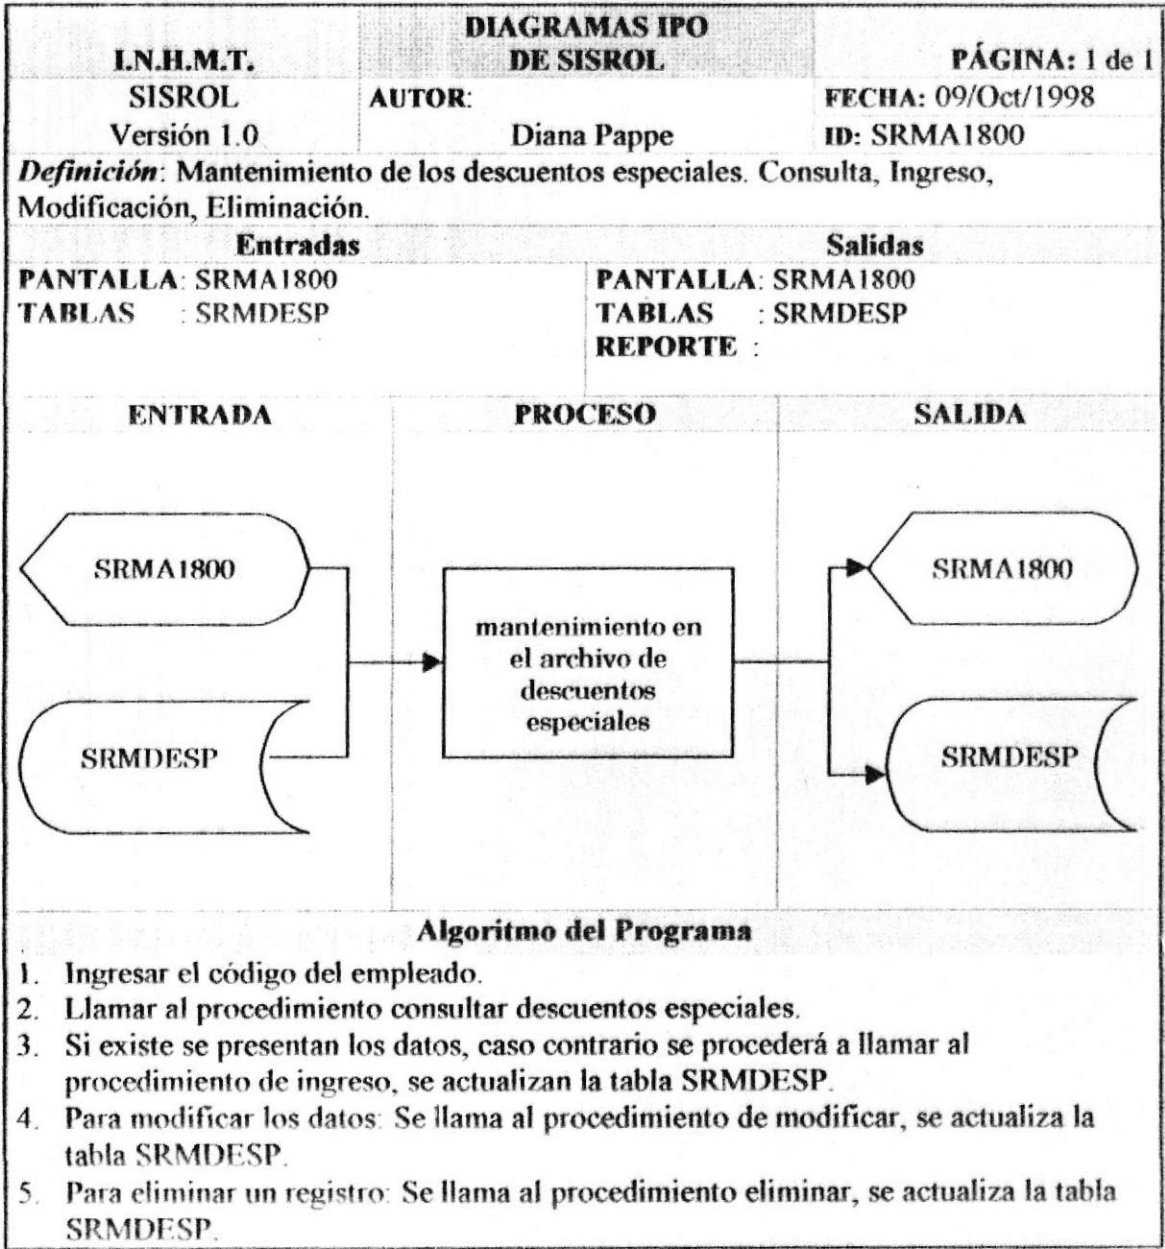 I.N.H.M.T.
DIAGRAMAS IPO
DE SISROL
PÁGINA: 1 de 1
SISROL
Versión 1.0
AUTOR:
Diana Pappe
FECHA: 09/Oct/1998
ID: SRMA1800
Definición: Mantenimiento de los descuentos especiales. Consulta, Ingreso,
Modificación, Eliminación.
Entradas
Salidas
PANTALLA: SRMA1800
TABLAS : SRMDESP
PANTALLA: SRMA1800
TABLAS : SRMDESP
REPORTE :
ENTRADA
PROCESO
SALIDA
SRMA1800
SRMDESP
mantenimiento en
el archivo de
descuentos
especiales
SRMA1800
SRMDESP
Algoritmo del Programa
1. Ingresar el código del empleado.
2. Llamar al procedimiento consultar descuentos especiales.
3. Si existe se presentan los datos, caso contrario se procederá a llamar al
procedimiento de ingreso, se actualizan la tabla SRMDESP.
4. Para modificar los datos: Se llama al procedimiento de modificar, se actualiza la
tabla SRMDESP.
5. Para eliminar un registro: Se llama al procedimiento eliminar, se actualiza la tabla
SRMDESP.